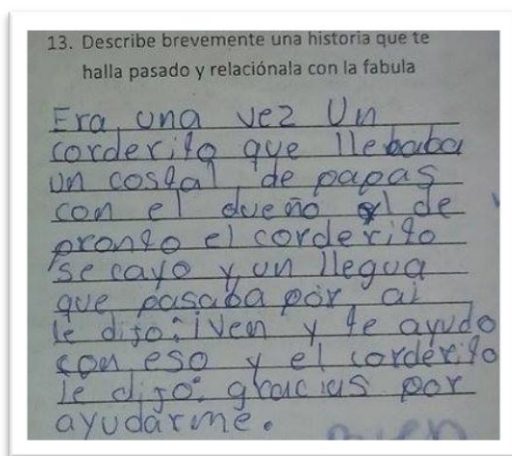 13. Describe brevemente una historia que te
halla pasado y relaciónala con la fabula
Era una vez Un
corderito que llebaba
un costal de papas
con el dueño de
pronto el corderito
se cayo y un llegua
que pasaba por ai
le dijo: ¡ven y te ayudo
con eso y el corderito
le dijo: gracias por
ayudarme.
Bien